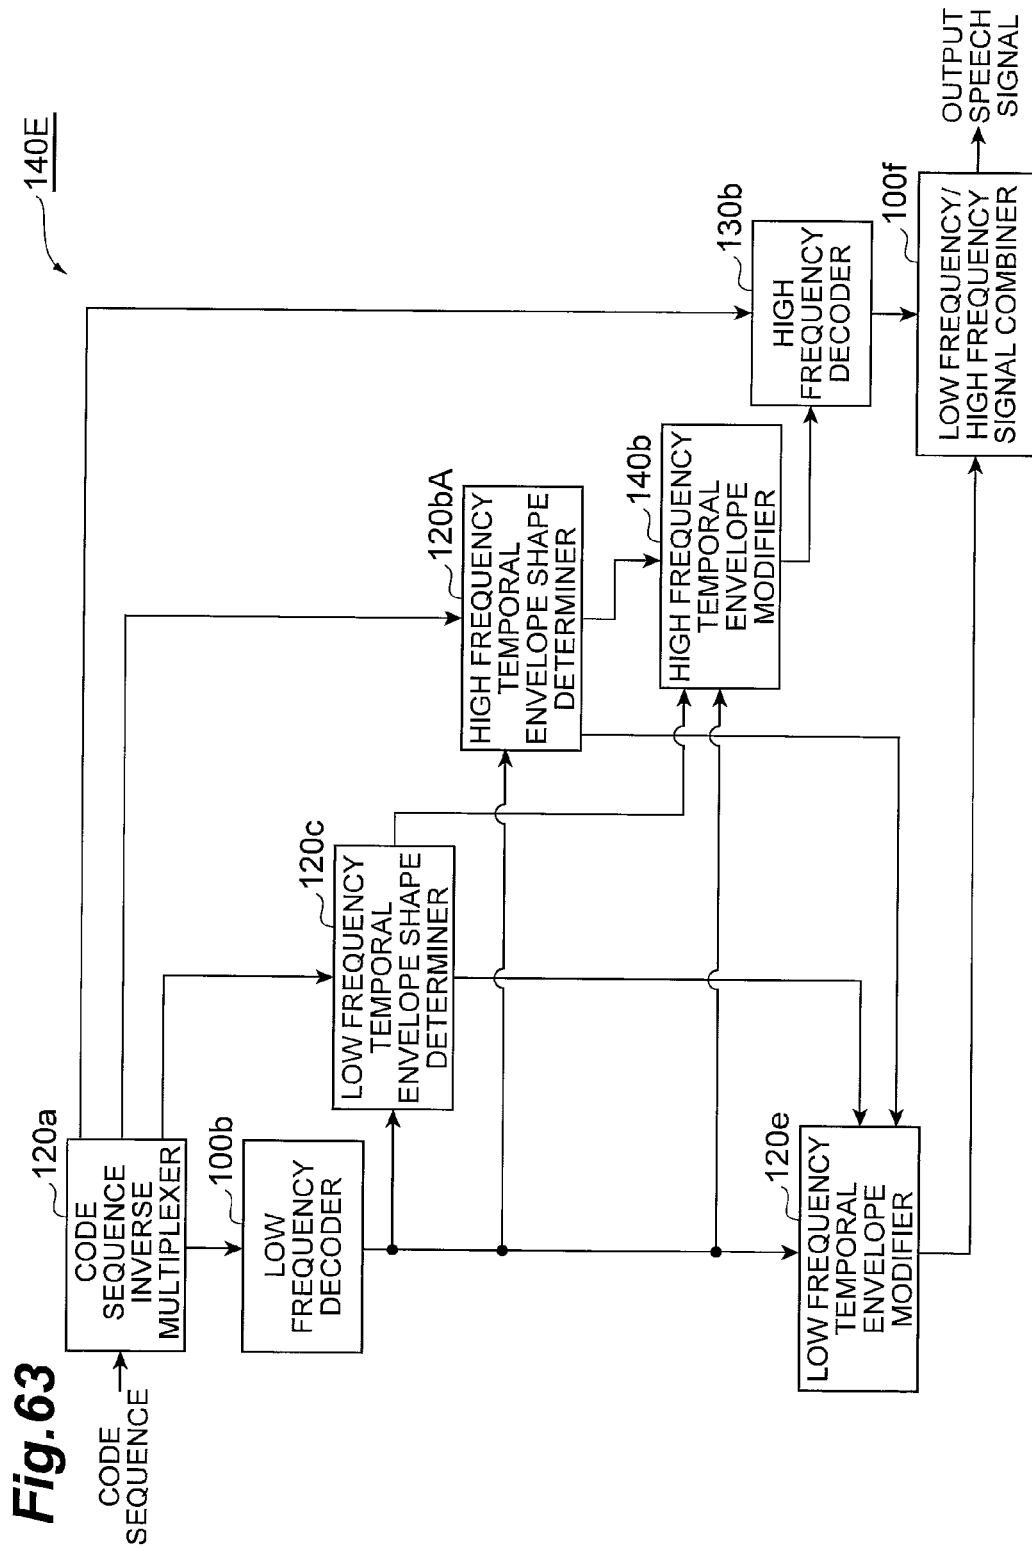 Fig.63
140E
CODE
SEQUENCE
120a
CODE
SEQUENCE
INVERSE
MULTIPLEXER
100b
LOW
FREQUENCY
DECODER
120c
LOW FREQUENCY
TEMPORAL
ENVELOPE SHAPE
DETERMINER
120bA
HIGH FREQUENCY
TEMPORAL
ENVELOPE SHAPE
DETERMINER
140b
HIGH FREQUENCY
TEMPORAL
ENVELOPE
MODIFIER
130b
HIGH
FREQUENCY
DECODER
120e
LOW FREQUENCY
TEMPORAL
ENVELOPE
MODIFIER
100f
LOW FREQUENCY/
HIGH FREQUENCY
SIGNAL COMBINER
OUTPUT
SPEECH
SIGNAL